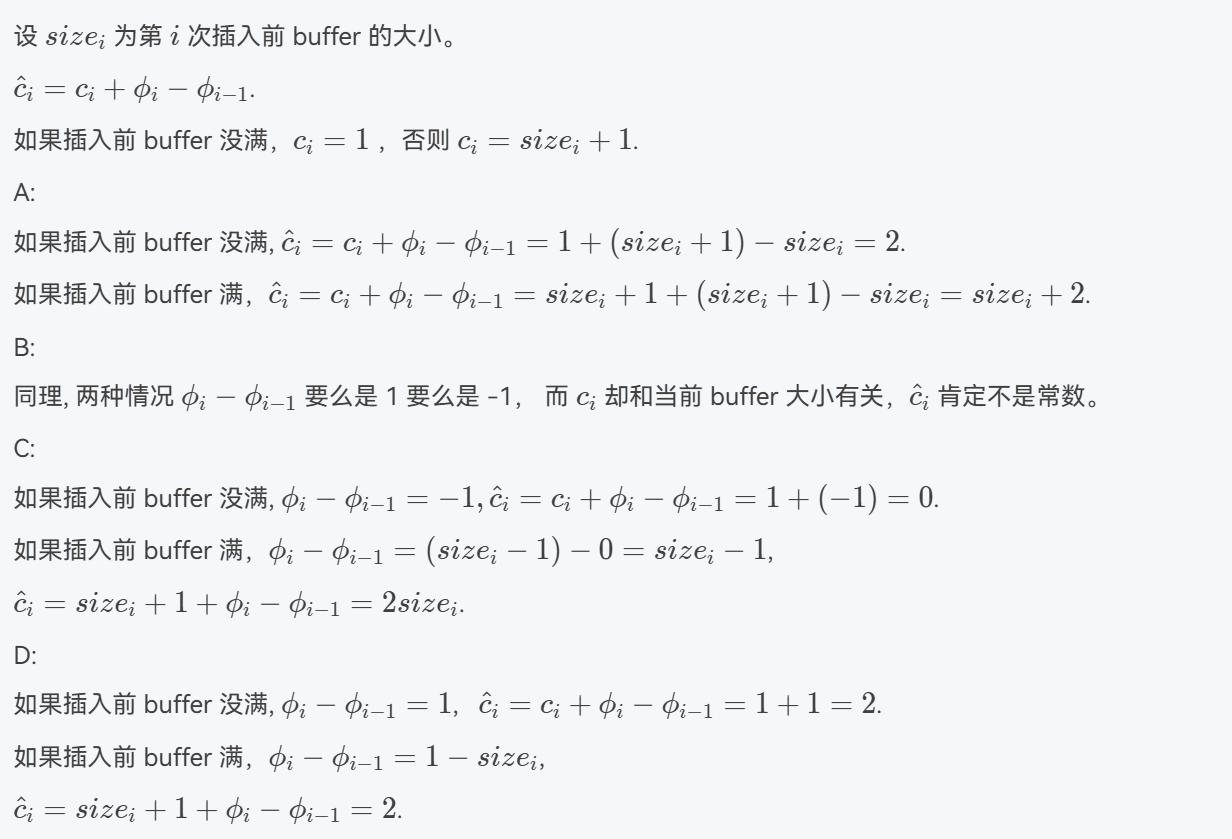 设 $size_i$ 为第 $i$ 次插入前 buffer 的大小。
$\hat{c}_i = c_i + \phi_i - \phi_{i-1}$.
如果插入前 buffer 没满，$c_i = 1$ ，否则 $c_i = size_i + 1$.
A:
如果插入前 buffer 没满, $\hat{c}_i = c_i + \phi_i - \phi_{i-1} = 1 + (size_i + 1) - size_i = 2$.
如果插入前 buffer 满，$\hat{c}_i = c_i + \phi_i - \phi_{i-1} = size_i + 1 + (size_i + 1) - size_i = size_i + 2$.
B:
同理, 两种情况 $\phi_i - \phi_{i-1}$ 要么是 1 要么是 -1， 而 $c_i$ 却和当前 buffer 大小有关，$\hat{c}_i$ 肯定不是常数。
C:
如果插入前 buffer 没满, $\phi_i - \phi_{i-1} = -1, \hat{c}_i = c_i + \phi_i - \phi_{i-1} = 1 + (-1) = 0$.
如果插入前 buffer 满，$\phi_i - \phi_{i-1} = (size_i - 1) - 0 = size_i - 1$,
$\hat{c}_i = size_i + 1 + \phi_i - \phi_{i-1} = 2size_i$.
D:
如果插入前 buffer 没满, $\phi_i - \phi_{i-1} = 1$，$\hat{c}_i = c_i + \phi_i - \phi_{i-1} = 1 + 1 = 2$.
如果插入前 buffer 满，$\phi_i - \phi_{i-1} = 1 - size_i$,
$\hat{c}_i = size_i + 1 + \phi_i - \phi_{i-1} = 2$.